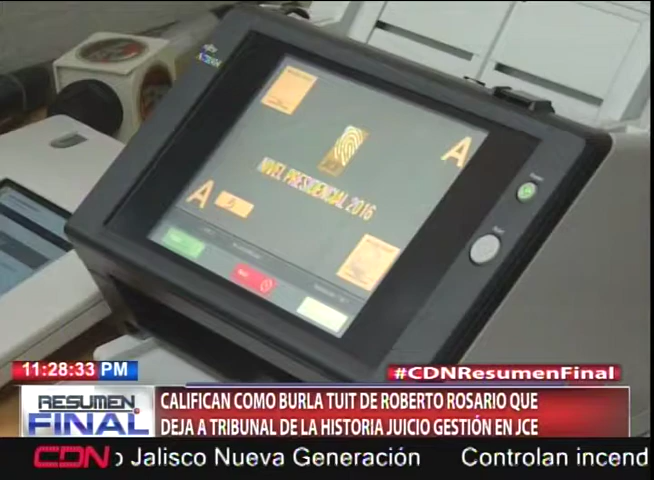 FUJITSU
A
NIVEL PRESIDENCIAL 2016
A
11:28:33 PM
#CDNResumenFinal
RESUMEN
FINAL
CALIFICAN COMO BURLA TUIT DE ROBERTO ROSARIO QUE
DEJA A TRIBUNAL DE LA HISTORIA JUICIO GESTIÓN EN JCE
CDN
o Jalisco Nueva Generación Controlan incend